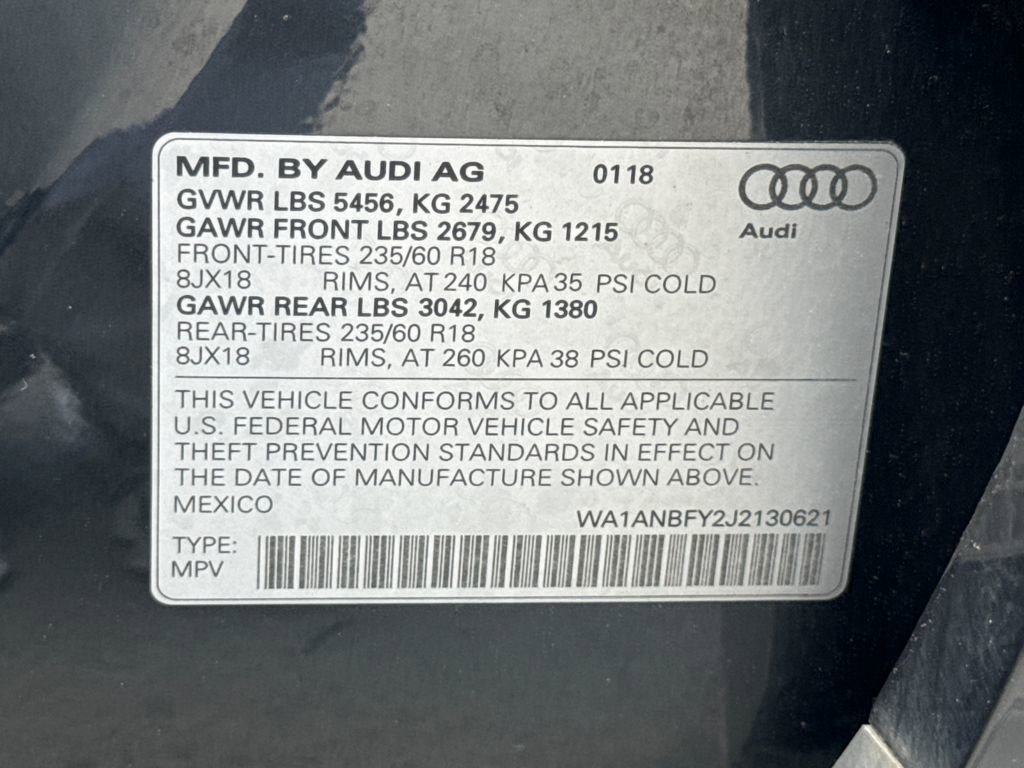 MFD. BY AUDI AG 0118
GVWR LBS 5456, KG 2475
GAWR FRONT LBS 2679, KG 1215
Audi
FRONT-TIRES 235/60 R18
8JX18 RIMS, AT 240 KPA 35 PSI COLD
GAWR REAR LBS 3042, KG 1380
REAR-TIRES 235/60 R18
8JX18 RIMS, AT 260 KPA 38 PSI COLD
THIS VEHICLE CONFORMS TO ALL APPLICABLE
U.S. FEDERAL MOTOR VEHICLE SAFETY AND
THEFT PREVENTION STANDARDS IN EFFECT ON
THE DATE OF MANUFACTURE SHOWN ABOVE.
MEXICO
WA1ANBFY2J2130621
TYPE:
MPV